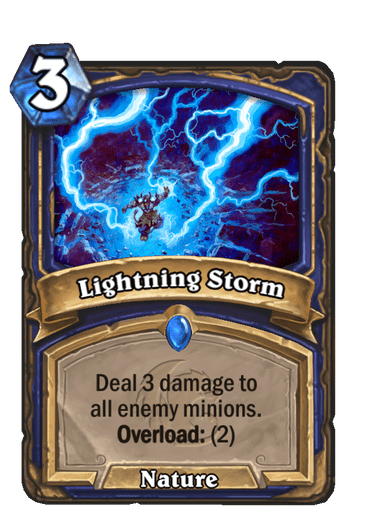 3
Lightning Storm
Deal 3 damage to
all enemy minions.
Overload: (2)
Nature